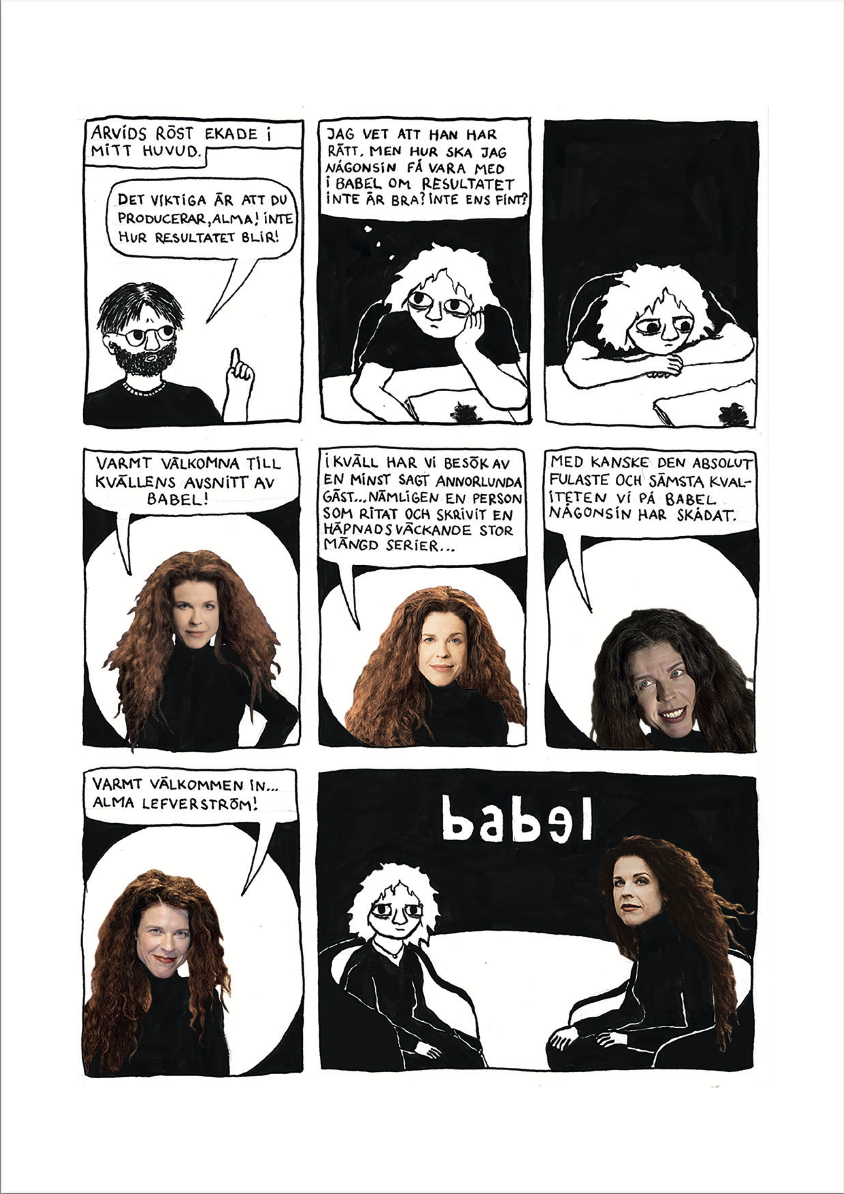 ARVIDS RÖST EKADE I
MITT HUVUD.
DET VIKTIGA ÄR ATT DU
PRODUCERAR, ALMA! INTE
HUR RESULTATET BLIR!
JAG VET ATT HAN HAR
RÄTT, MEN HUR SKA JAG
NÅGONSIN FÅ VARA MED
I BABEL OM RESULTATET
INTE ÄR BRA? INTE ENS FINT?
VARMT VÄLKOMNA TILL
KVÄLLENS AVSNITT AV
BABEL!
I KVÄLL HAR VI BESÖK AV
EN MINST SAGT ANNORLUNDA
GÄST... NÄMLIGEN EN PERSON
SOM RITAT OCH SKRIVIT EN
HÄPNADSVÄCKANDE STOR
MÄNGD SERIER...
MED KANSKE DEN ABSOLUT
FULASTE OCH SÄMSTA KVAL-
ITETEN VI PÅ BABEL
NÅGONSIN HAR SKÅDAT.
VARMT VÄLKOMMEN IN...
ALMA LEFVERSTRÖM!
babel